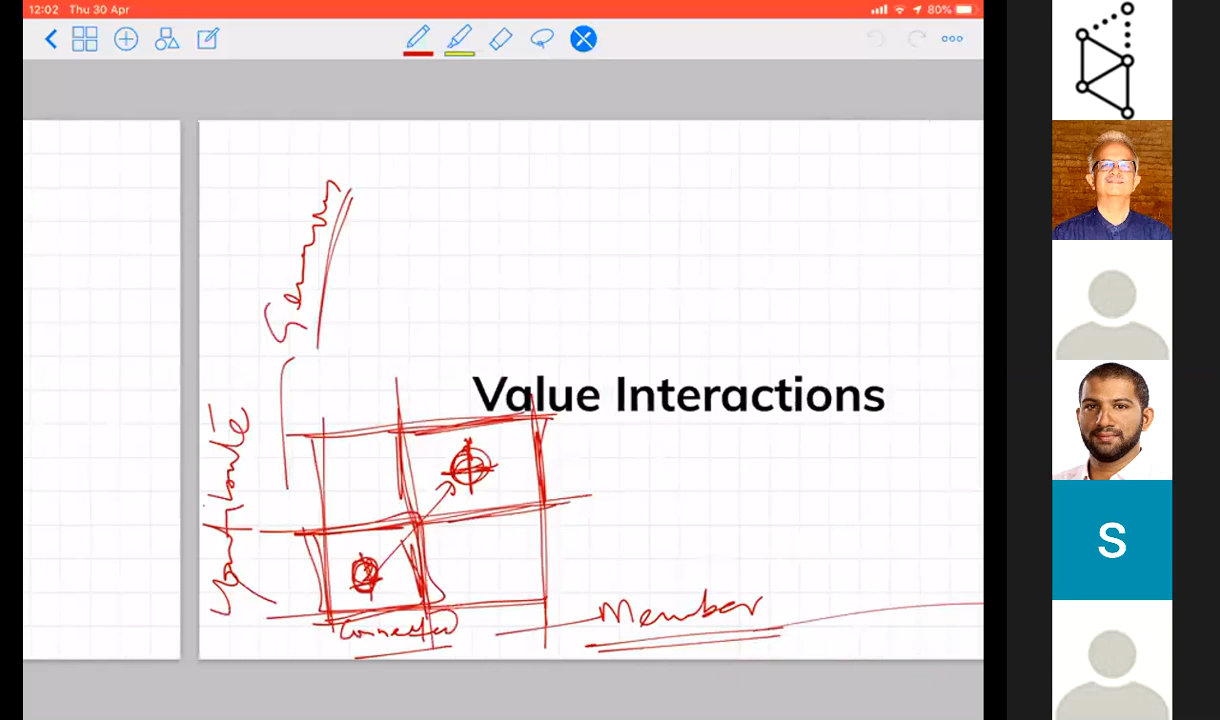 12:02 Thu 30 Apr
80%
Value Interactions
Member
Connected
S